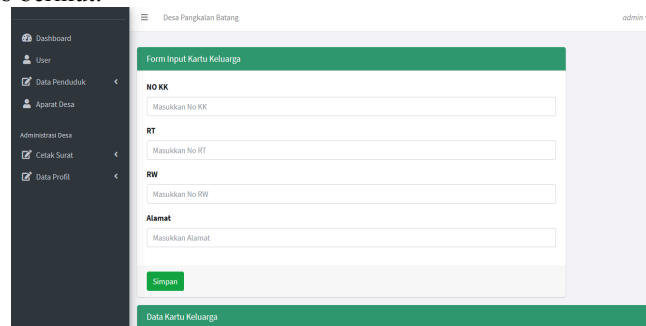 berikut.
Desa Pangkalan Batang
admin
Dashboard
User
Data Penduduk
Aparat Desa
Administrasi Desa
Cetak Surat
Data Profil
Form Input Kartu Keluarga
NO KK
Masukkan No KK
RT
Masukkan No RT
RW
Masukkan No RW
Alamat
Masukkan Alamat
Simpan
Data Kartu Keluarga